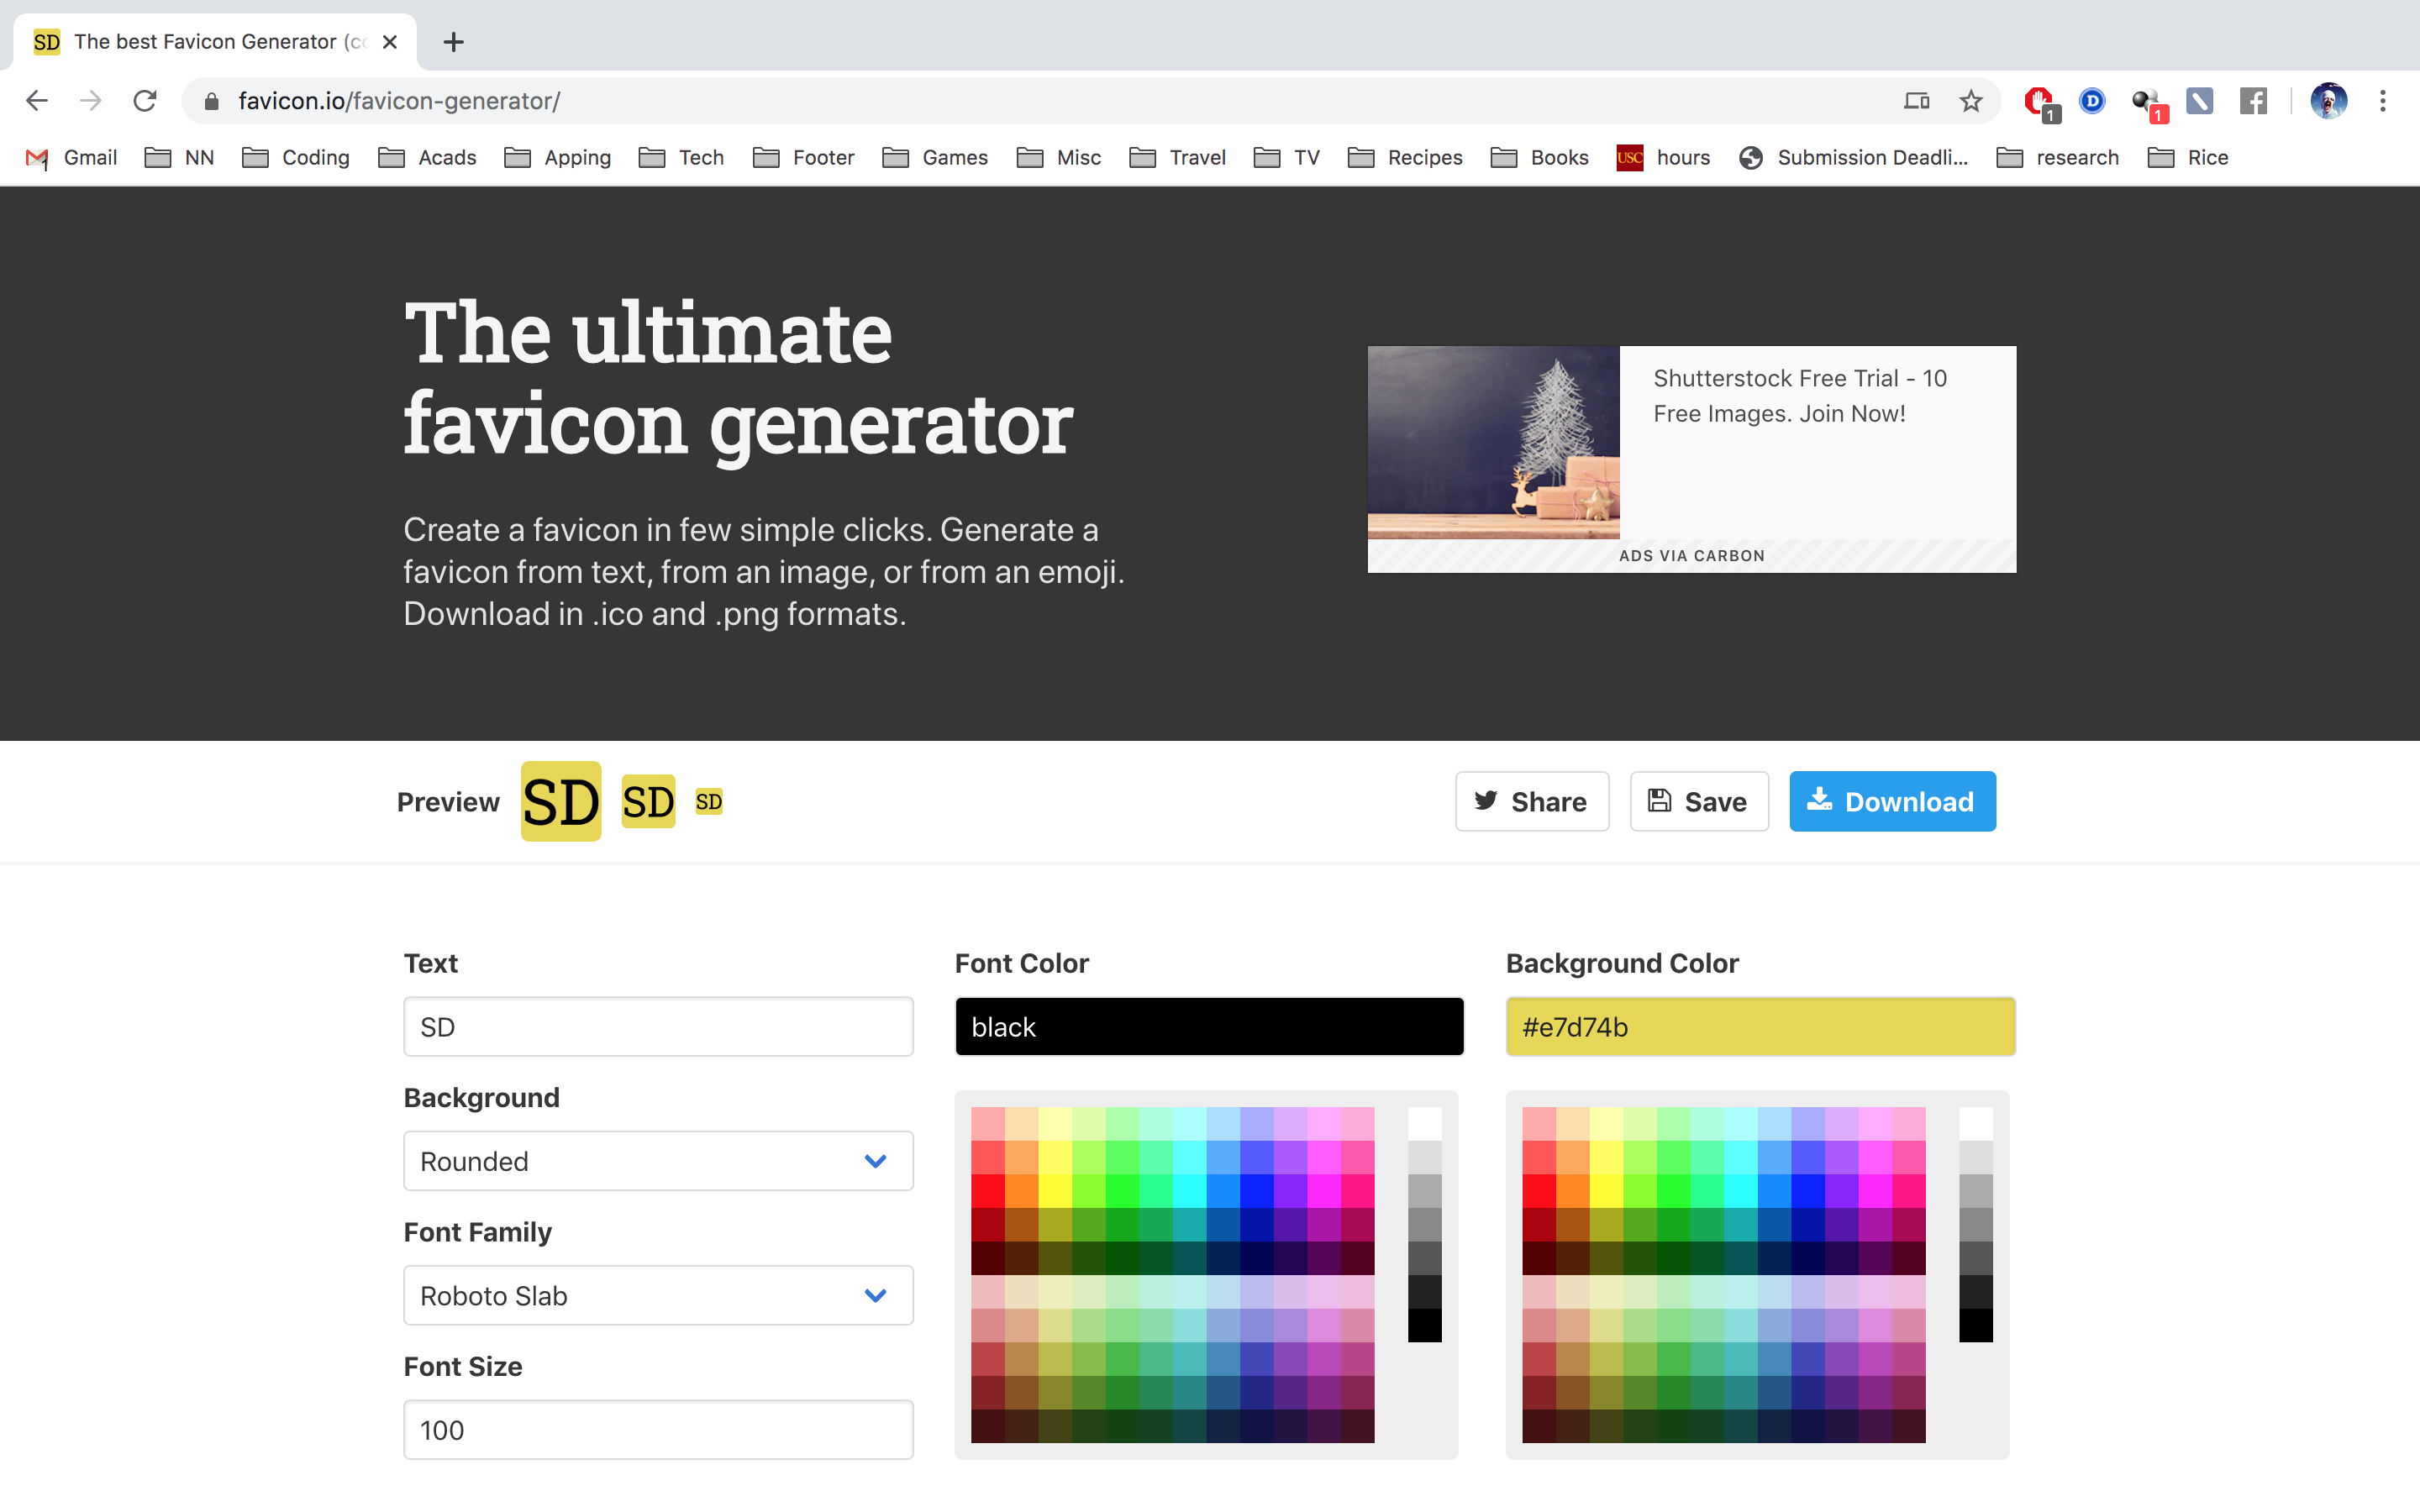 SD The best Favicon Generator (co
favicon.io/favicon-generator/
1 D 1
Gmail NN Coding Acads Apping Tech Footer Games Misc Travel TV Recipes Books USC hours Submission Deadli... research Rice
The ultimate
favicon generator
Create a favicon in few simple clicks. Generate a
favicon from text, from an image, or from an emoji.
Download in .ico and .png formats.
Shutterstock Free Trial - 10
Free Images. Join Now!
ADS VIA CARBON
Preview SD SD SD Share Save Download
Text
SD
Background
Rounded
Font Family
Roboto Slab
Font Size
100
Font Color
black
Background Color
#e7d74b